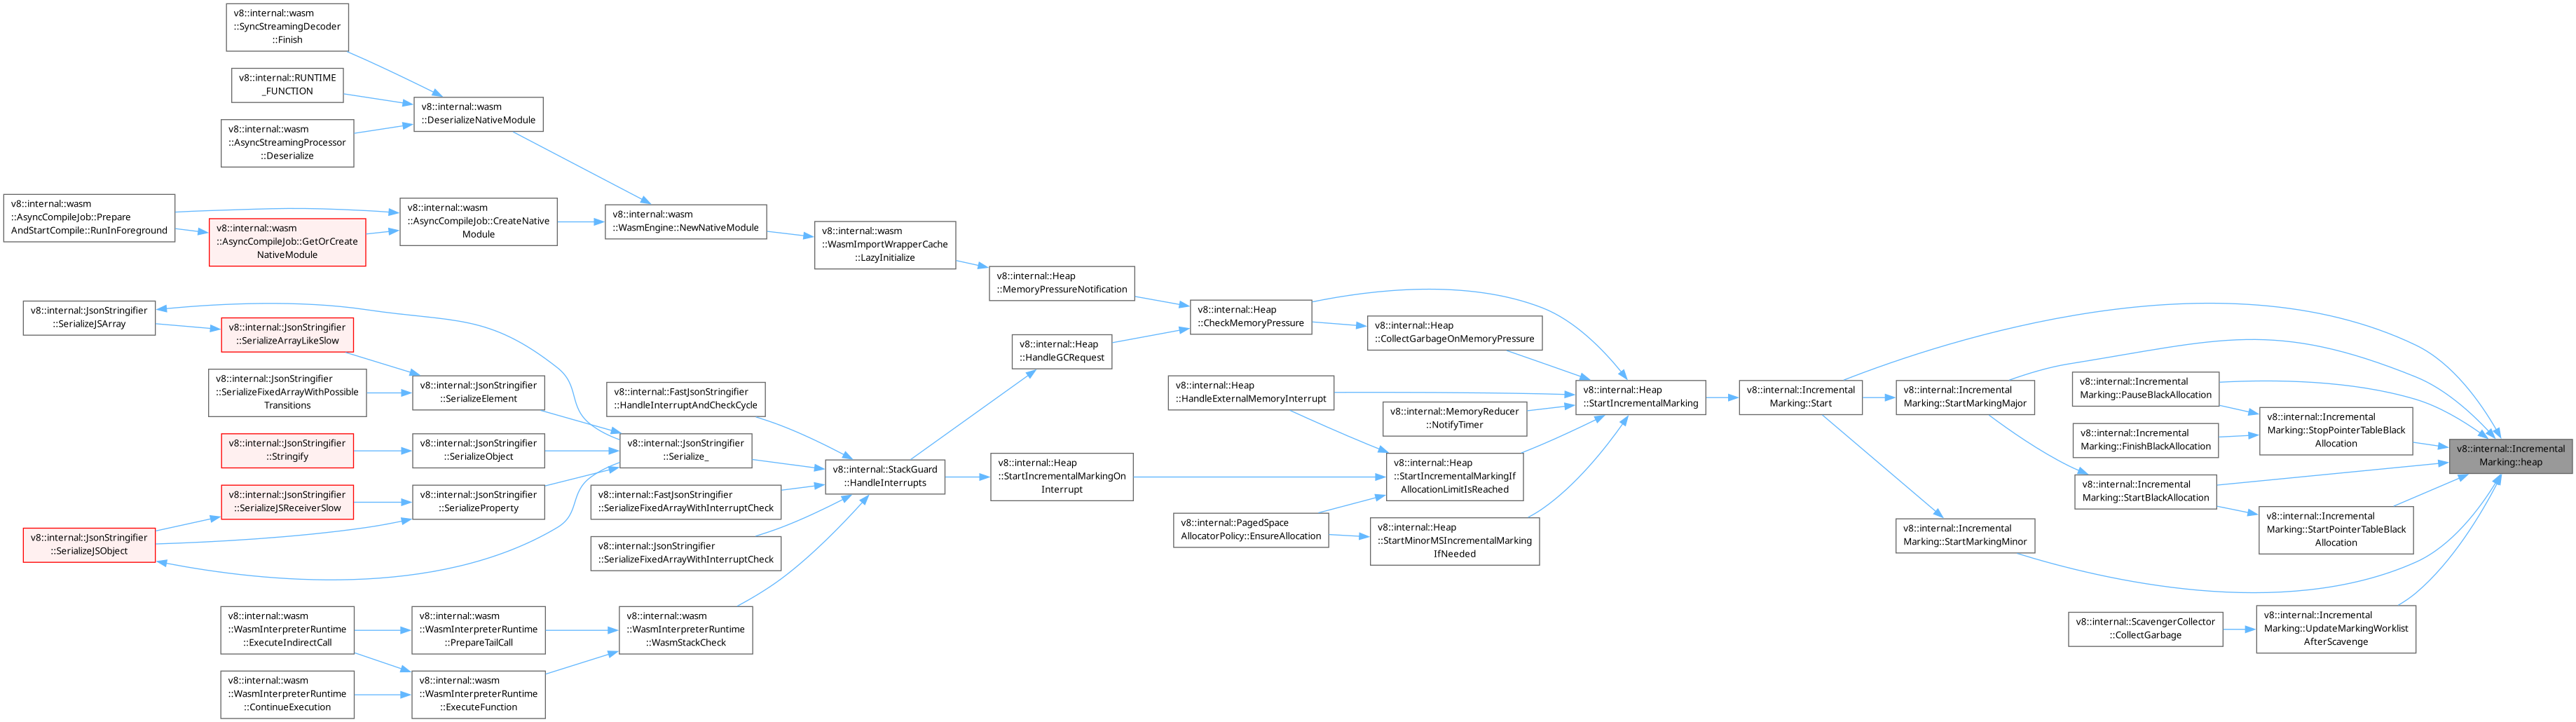 v8::internal::wasm
::SyncStreamingDecoder
::Finish
v8::internal::RUNTIME
_FUNCTION
v8::internal::wasm
::AsyncStreamingProcessor
::Deserialize
v8::internal::wasm
::DeserializeNativeModule
v8::internal::wasm
::AsyncCompileJob::Prepare
AndStartCompile::RunInForeground
v8::internal::wasm
::AsyncCompileJob::GetOrCreate
NativeModule
v8::internal::wasm
::AsyncCompileJob::CreateNative
Module
v8::internal::wasm
::WasmEngine::NewNativeModule
v8::internal::wasm
::WasmImportWrapperCache
::LazyInitialize
v8::internal::Heap
::MemoryPressureNotification
v8::internal::Heap
::CheckMemoryPressure
v8::internal::Heap
::HandleGCRequest
v8::internal::Heap
::CollectGarbageOnMemoryPressure
v8::internal::JsonStringifier
::SerializeJSArray
v8::internal::JsonStringifier
::SerializeArrayLikeSlow
v8::internal::JsonStringifier
::SerializeFixedArrayWithPossible
Transitions
v8::internal::JsonStringifier
::SerializeElement
v8::internal::JsonStringifier
::Stringify
v8::internal::JsonStringifier
::SerializeObject
v8::internal::JsonStringifier
::SerializeJSReceiverSlow
v8::internal::JsonStringifier
::SerializeProperty
v8::internal::JsonStringifier
::SerializeJSObject
v8::internal::FastJsonStringifier
::HandleInterruptAndCheckCycle
v8::internal::JsonStringifier
::Serialize_
v8::internal::FastJsonStringifier
::SerializeFixedArrayWithInterruptCheck
v8::internal::JsonStringifier
::SerializeFixedArrayWithInterruptCheck
v8::internal::StackGuard
::HandleInterrupts
v8::internal::Heap
::StartIncrementalMarkingOn
Interrupt
v8::internal::wasm
::WasmInterpreterRuntime
::ExecuteIndirectCall
v8::internal::wasm
::WasmInterpreterRuntime
::PrepareTailCall
v8::internal::wasm
::WasmInterpreterRuntime
::WasmStackCheck
v8::internal::wasm
::WasmInterpreterRuntime
::ContinueExecution
v8::internal::wasm
::WasmInterpreterRuntime
::ExecuteFunction
v8::internal::Heap
::HandleExternalMemoryInterrupt
v8::internal::MemoryReducer
::NotifyTimer
v8::internal::Heap
::StartIncrementalMarkingIf
AllocationLimitIsReached
v8::internal::PagedSpace
AllocatorPolicy::EnsureAllocation
v8::internal::Heap
::StartMinorMSIncrementalMarking
IfNeeded
v8::internal::Heap
::StartIncrementalMarking
v8::internal::Incremental
Marking::Start
v8::internal::Incremental
Marking::StartMarkingMajor
v8::internal::Incremental
Marking::StartMarkingMinor
v8::internal::Incremental
Marking::PauseBlackAllocation
v8::internal::Incremental
Marking::FinishBlackAllocation
v8::internal::Incremental
Marking::StartBlackAllocation
v8::internal::Incremental
Marking::StopPointerTableBlack
Allocation
v8::internal::Incremental
Marking::StartPointerTableBlack
Allocation
v8::internal::ScavengerCollector
::CollectGarbage
v8::internal::Incremental
Marking::UpdateMarkingWorklist
AfterScavenge
v8::internal::Incremental
Marking::heap